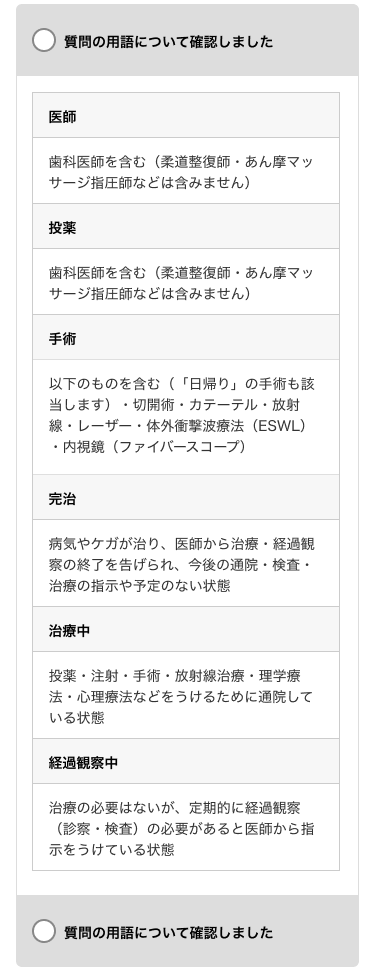 質問の用語について確認しました
医師
歯科医師を含む（柔道整復師・あん摩マッ
サージ指圧師などは含みません）
投薬
歯科医師を含む（柔道整復師・あん摩マッ
サージ指圧師などは含みません）
手術
以下のものを含む（「日帰り」の手術も該
当します）・切開術・カテーテル・放射
線・レーザー・体外衝撃波療法（ESWL）
・内視鏡（ファイバースコープ）
完治
病気やケガが治り、医師から治療・経過観
察の終了を告げられ、今後の通院・検査・
治療の指示や予定のない状態
治療中
投薬・注射・手術・放射線治療・理学療
法・心理療法などをうけるために通院して
いる状態
経過観察中
治療の必要はないが、定期的に経過観察
（診察・検査）の必要があると医師から指
示をうけている状態
質問の用語について確認しました